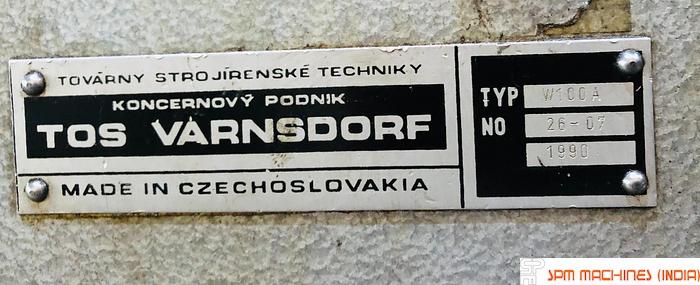 TOVÁRNY STROJÍRENSKÉ TECHNIKY
KONCERNOVÝ PODNIK
TOS VARNSDORF
MADE IN CZECHOSLOVAKIA
TYP W100A
NO 26-07
1990
SPM MACHINES (INDIA)